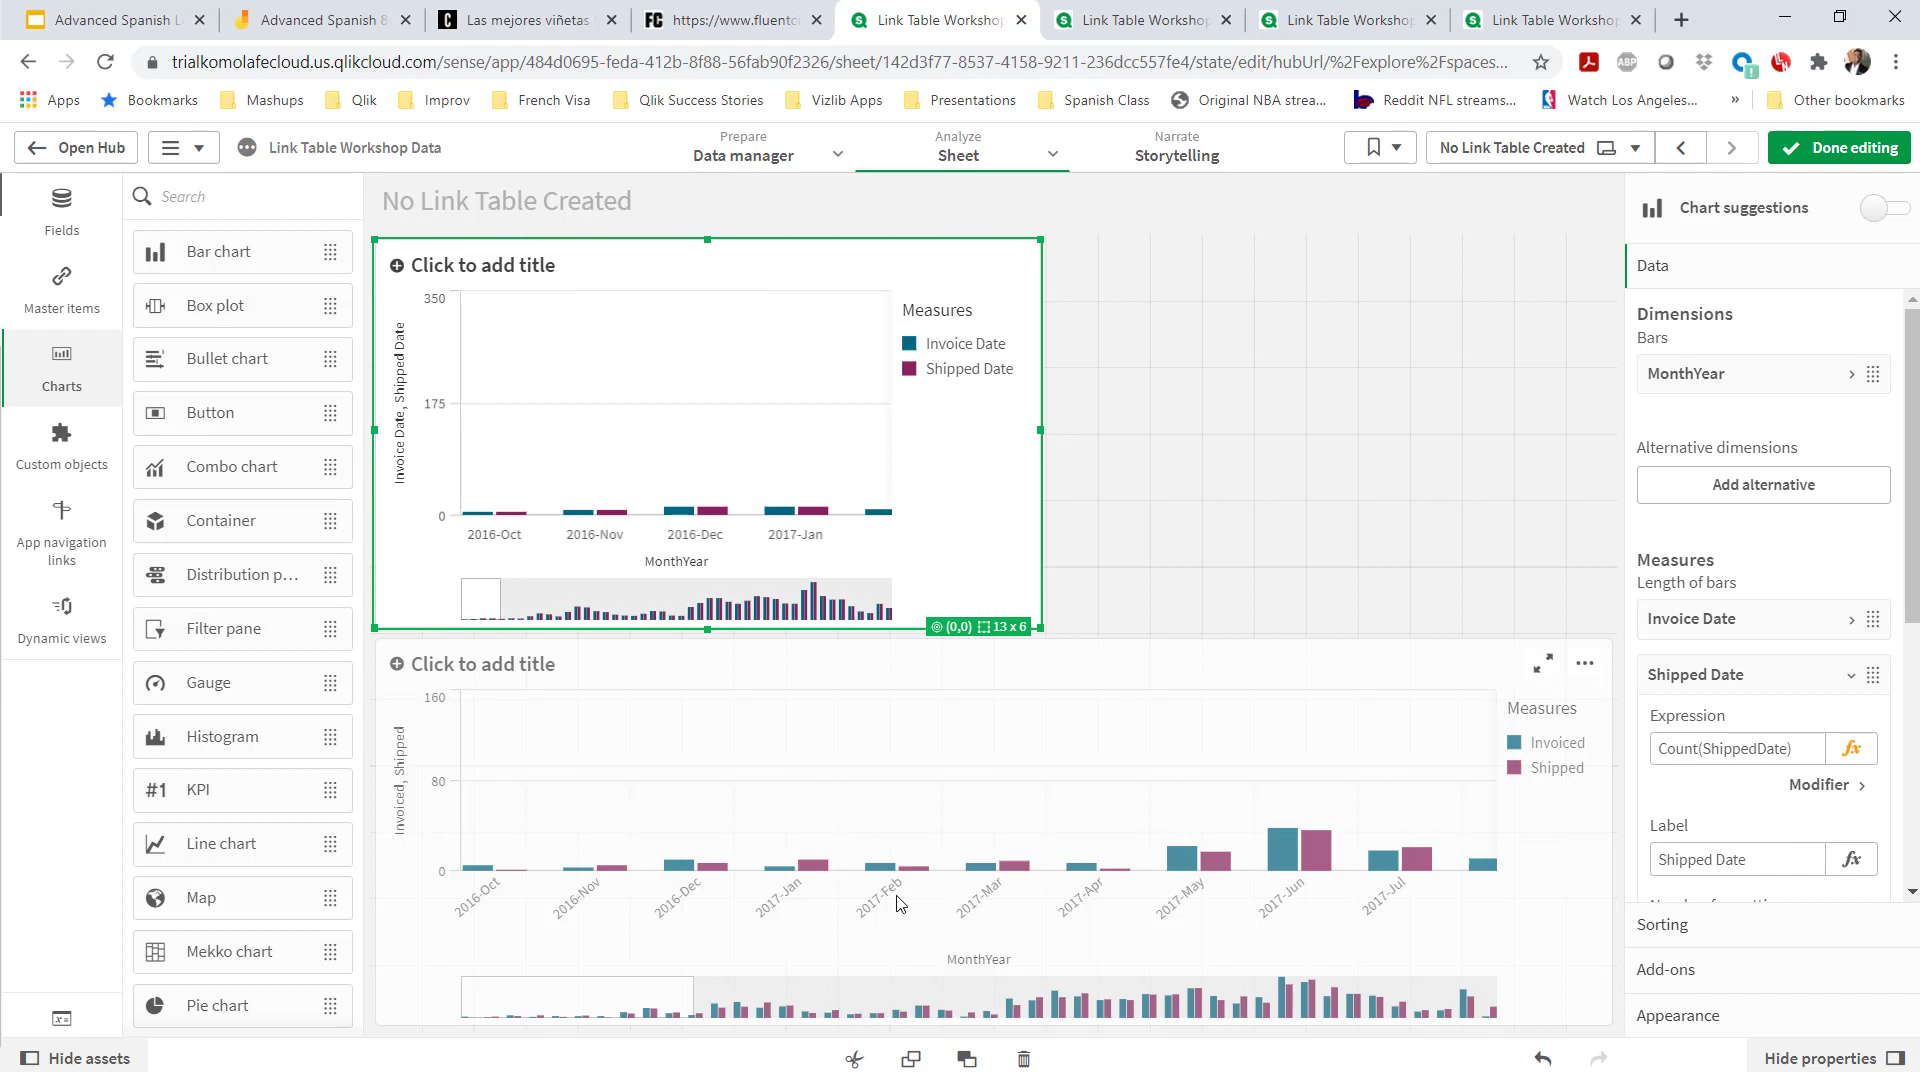 Advanced Spanish L
Advanced Spanish 8
Las mejores viñetas
https://www.fluentci
Link Table Workshop
Link Table Workshop
Link Table Workshop
Link Table Workshop
trialkomolafecloud.us.qlikcloud.com/sense/app/484d0695-feda-412b-8f88-56fab90f2326/sheet/142d3f77-8537-4158-9211-236dcc557fe4/state/edit/hubUrl/%2Fexplore%2Fspaces...
ABP
Apps
Bookmarks
Mashups
Qlik
Improv
French Visa
Qlik Success Stories
Vizlib Apps
Presentations
Spanish Class
Original NBA strea...
Reddit NFL streams...
Watch Los Angeles...
»
Other bookmarks
Open Hub
Link Table Workshop Data
Prepare
Data manager
Analyze
Sheet
Narrate
Storytelling
No Link Table Created
Done editing
Fields
Master items
Charts
Custom objects
App navigation
links
Dynamic views
Search
Bar chart
Box plot
Bullet chart
Button
Combo chart
Container
Distribution p...
Filter pane
Gauge
Histogram
#1 KPI
Line chart
Map
Mekko chart
Pie chart
No Link Table Created
Click to add title
Invoice Date, Shipped Date
350
175
0
2016-Oct
2016-Nov
2016-Dec
2017-Jan
MonthYear
Measures
Invoice Date
Shipped Date
(0,0) 13 x 6
Click to add title
Invoiced, Shipped
160
80
0
2016-Oct
2016-Nov
2016-Dec
2017-Jan
2017-Feb
2017-Mar
2017-Apr
2017-May
2017-Jun
2017-Jul
MonthYear
Measures
Invoiced
Shipped
Chart suggestions
Data
Dimensions
Bars
MonthYear
Alternative dimensions
Add alternative
Measures
Length of bars
Invoice Date
Shipped Date
Expression
Count(ShippedDate)
fx
Modifier
Label
Shipped Date
fx
Sorting
Add-ons
Appearance
Hide assets
Hide properties